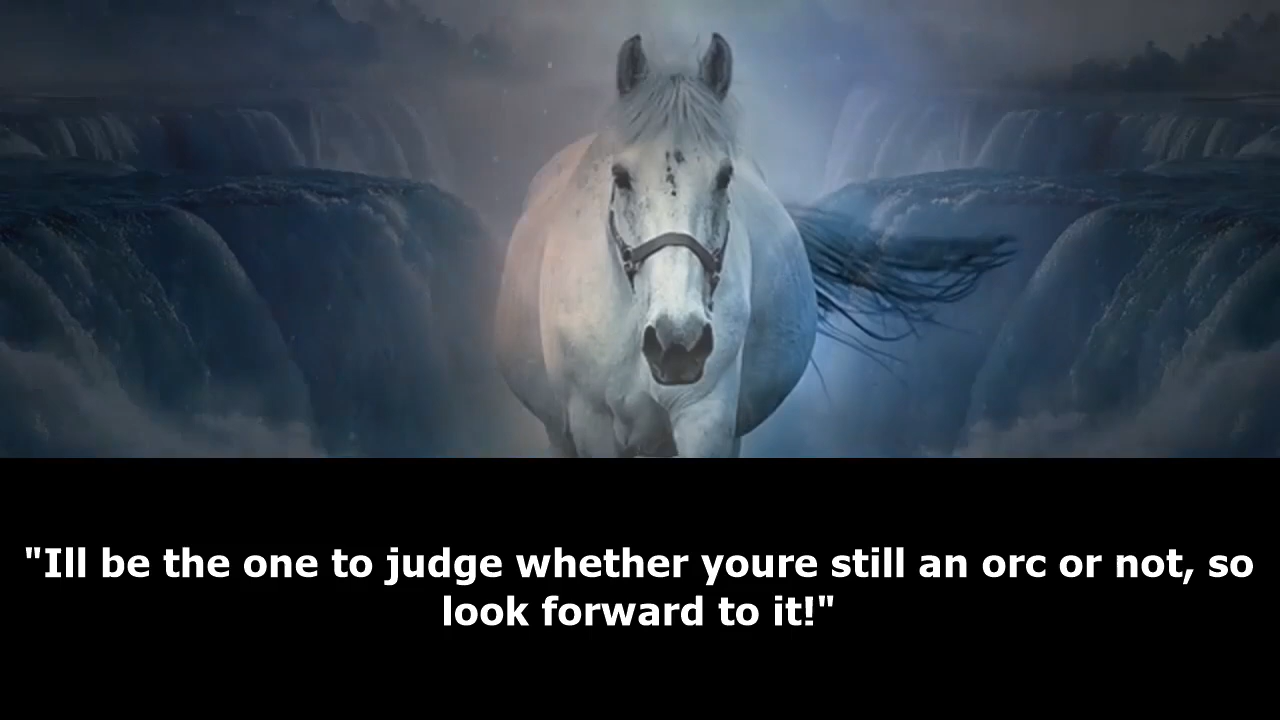 "Ill be the one to judge whether youre still an orc or not, so
look forward to it!"